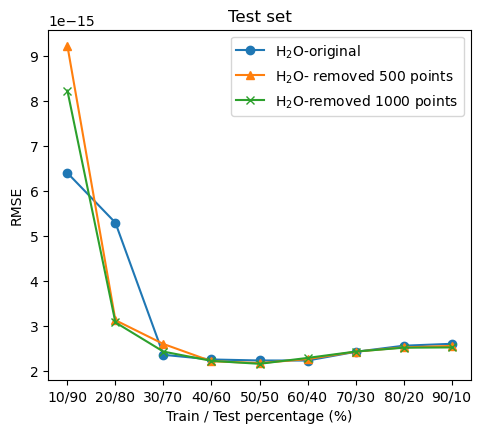 Test set
1e−15
H₂O-original
H₂O- removed 500 points
H₂O-removed 1000 points
9
8
7
6
5
4
3
2
RMSE
10/90 20/80 30/70 40/60 50/50 60/40 70/30 80/20 90/10
Train / Test percentage (%)